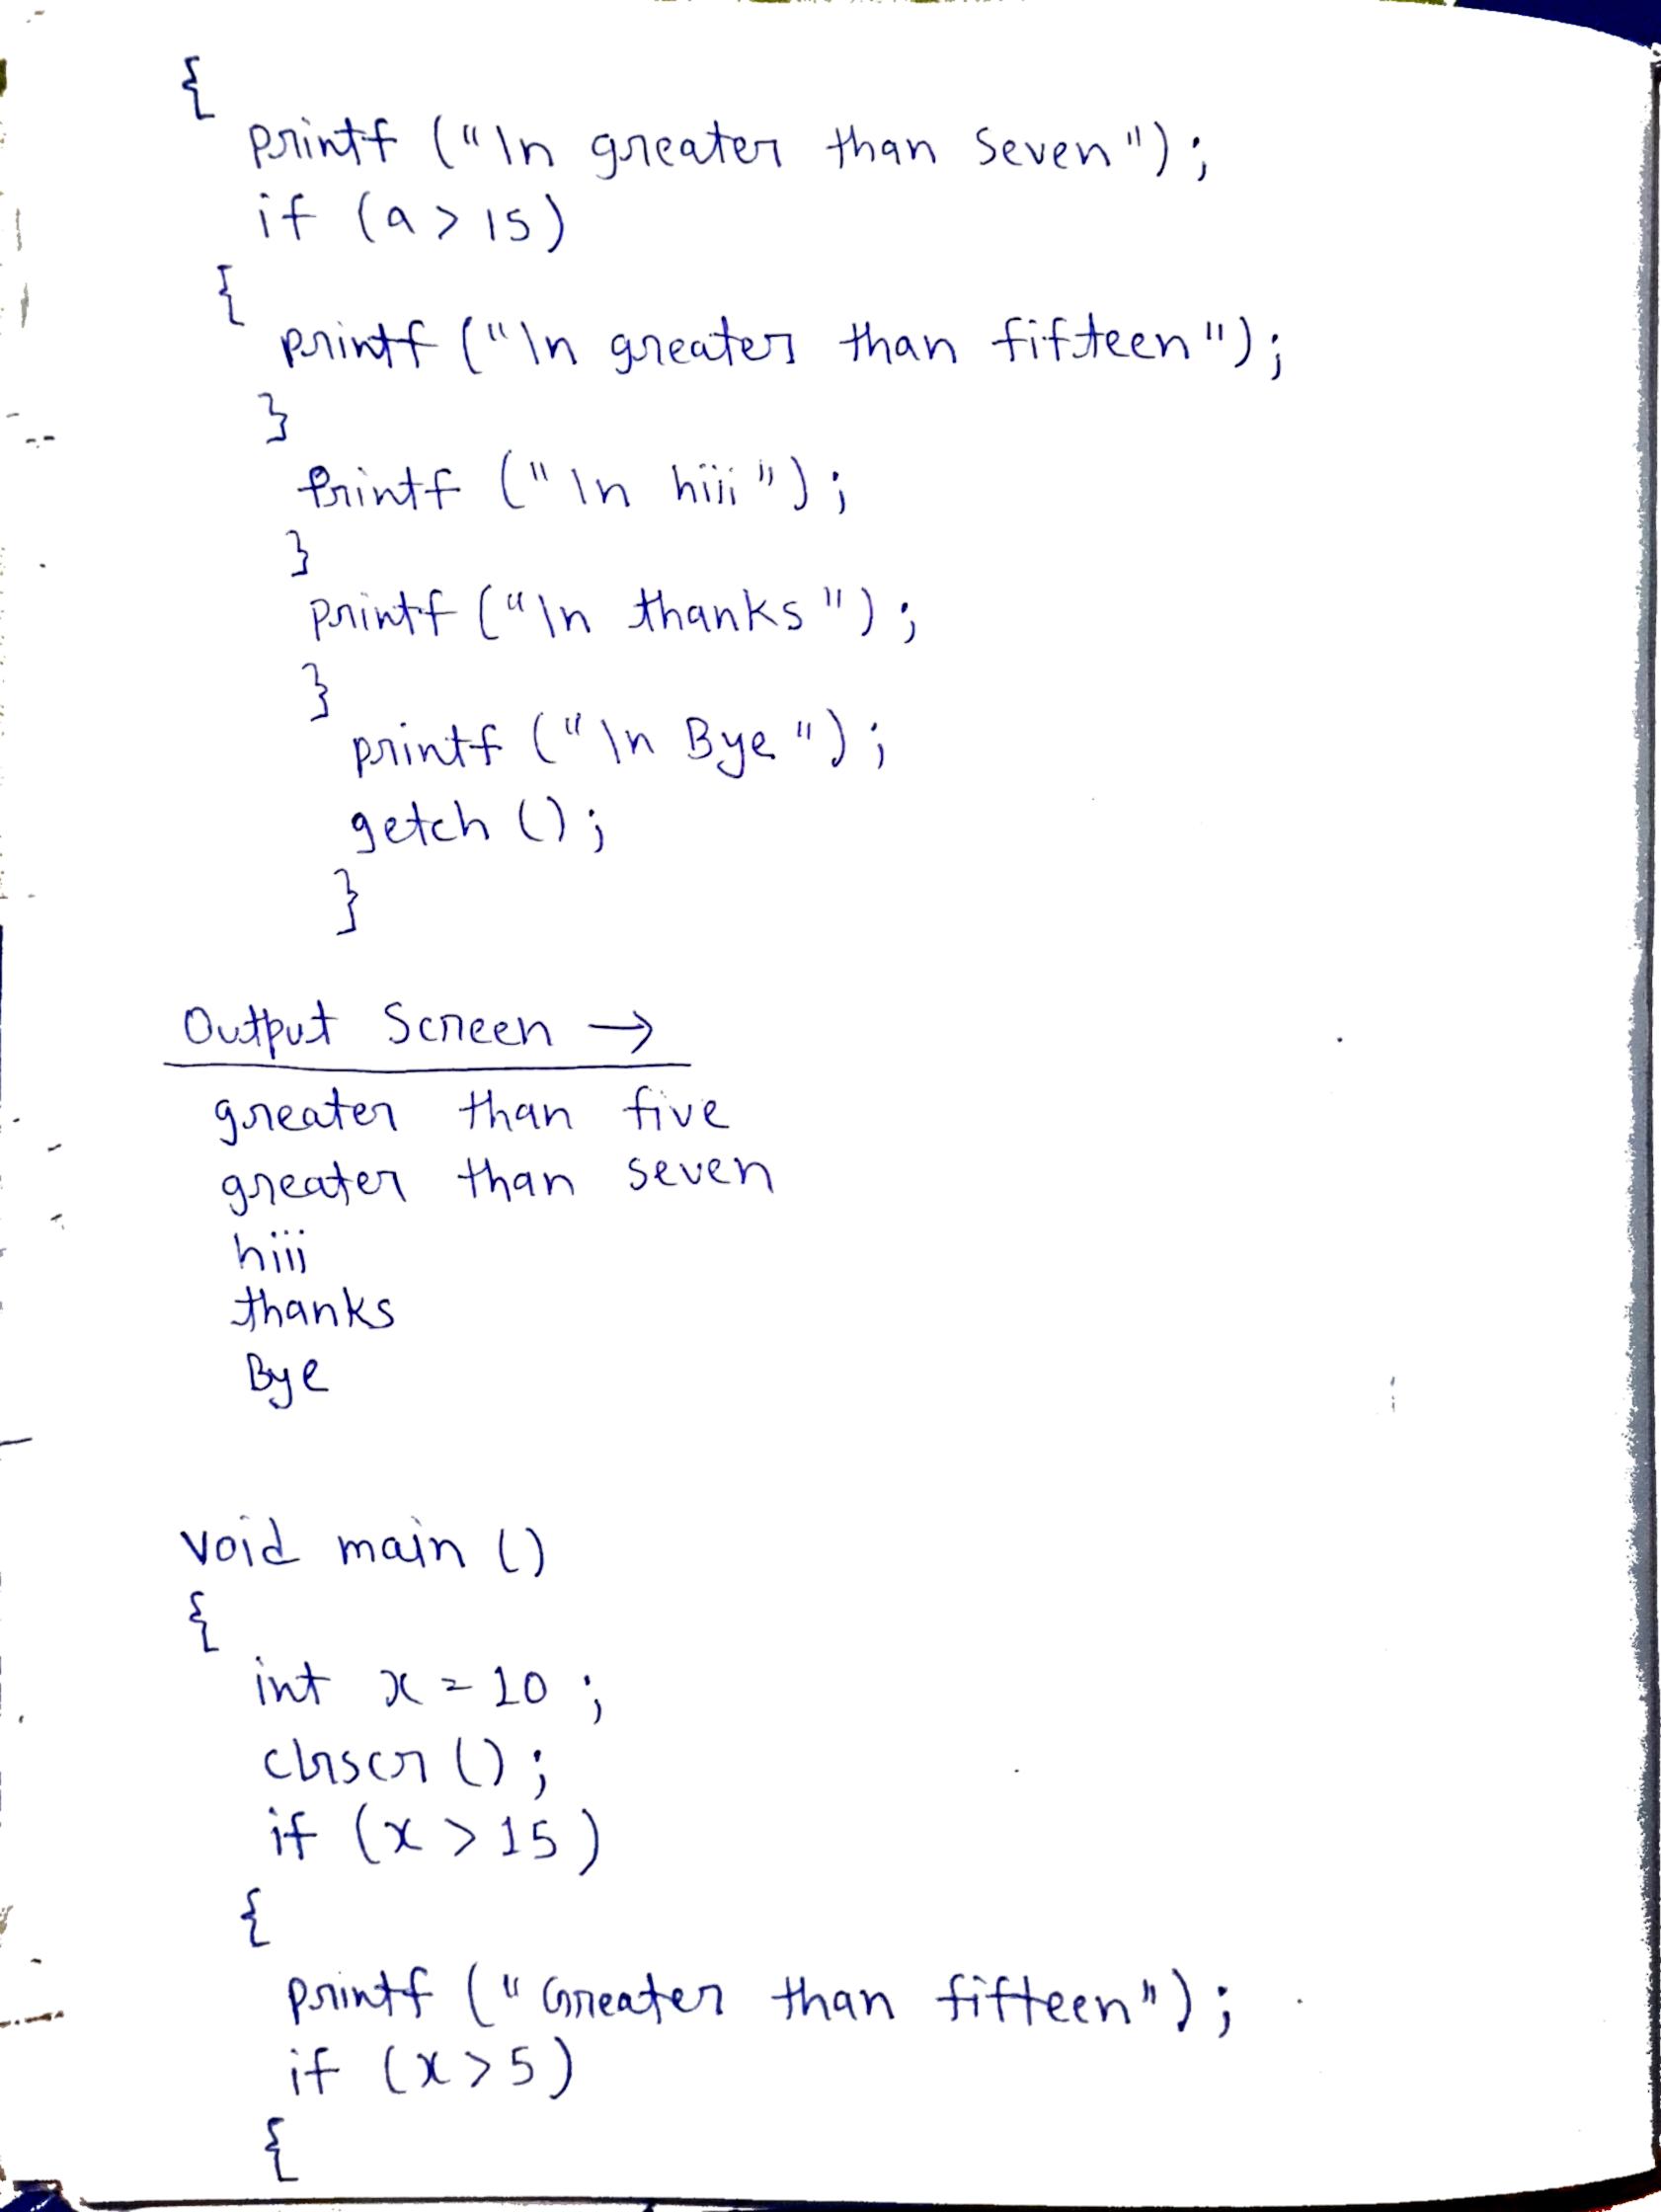 {
printf ("\n greater than seven");
if (a > 15)
{
printf ("\n greater than fifteen");
}
printf ("\n hiii");
}
printf ("\n thanks");
}
printf ("\n Bye");
getch ();
}
Output Screen →
greater than five
greater than seven
hiii
thanks
Bye
void main ()
{
int x = 10 ;
clrscr ();
if (x > 15)
{
printf ("Greater than fifteen");
if (x > 5)
{